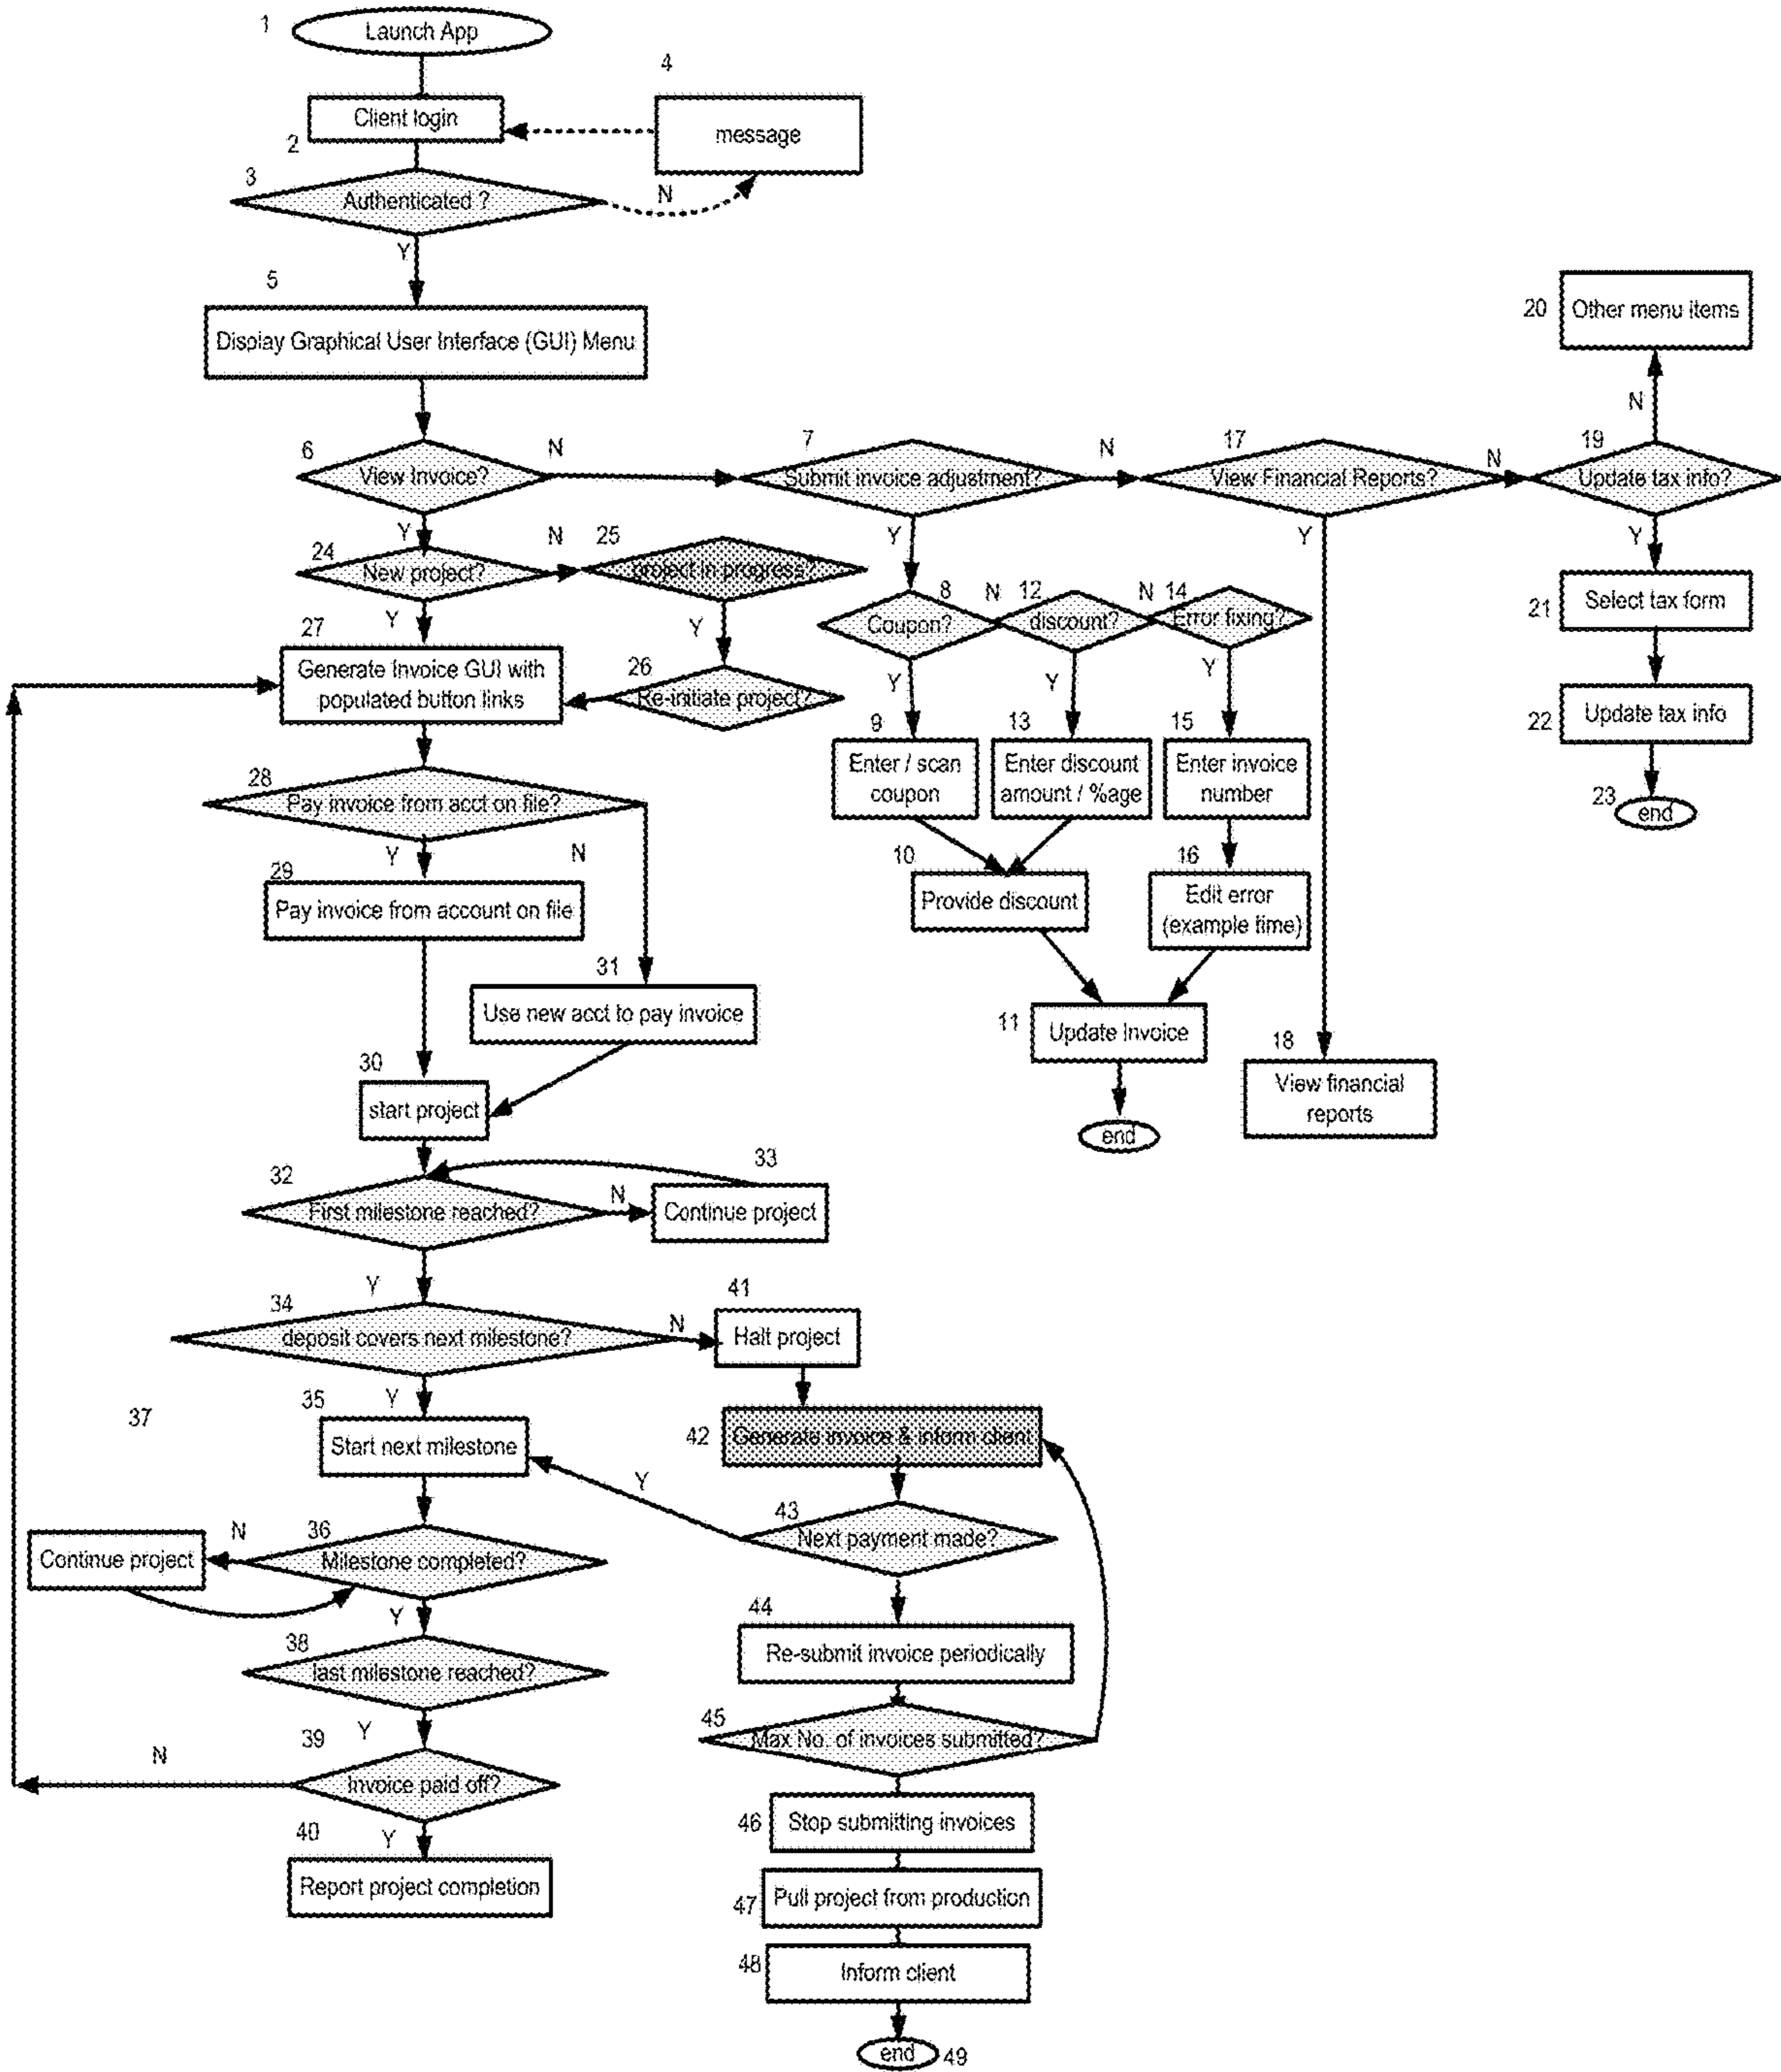 1
Launch App
4
Client login
message
2
3
Authenticated ?
N
Y
5
Display Graphical User Interface (GUI) Menu
20
Other menu items
N
6
View Invoice?
N
7
Submit invoice adjustment?
N
17
View Financial Reports?
N
19
Update tax info?
Y
Y
Y
Y
24
New project?
N
25
project in progress?
Y
Y
8
Coupon?
N
12
discount?
N
14
Error fixing?
21
Select tax form
27
Generate Invoice GUI with
populated button links
26
Re-initiate project?
Y
Y
Y
22
Update tax info
9
Enter / scan
coupon
13
Enter discount
amount / %age
15
Enter invoice
number
23
end
28
Pay invoice from acct on file?
Y
N
29
Pay invoice from account on file
10
Provide discount
16
Edit error
(example time)
31
Use new acct to pay invoice
11
Update Invoice
18
View financial
reports
end
30
start project
32
First milestone reached?
N
33
Continue project
Y
34
deposit covers next milestone?
N
41
Halt project
Y
37
35
Start next milestone
42
Generate invoice & inform client
Y
43
Next payment made?
36
Milestone completed?
N
Continue project
Y
44
Re-submit invoice periodically
38
last milestone reached?
Y
45
Max No. of invoices submitted?
39
Invoice paid off?
N
Y
46
Stop submitting invoices
40
Report project completion
47
Pull project from production
48
Inform client
end
49